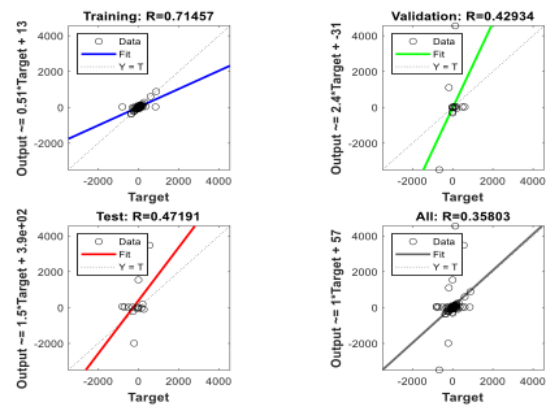 Training: R=0.71457
Output ~= 0.51*Target + 13
4000
2000
0
-2000
Data
Fit
Y = T
-2000 0 2000 4000
Target
Validation: R=0.42934
Output ~= 2.4*Target + -31
4000
2000
0
-2000
Data
Fit
Y = T
-2000 0 2000 4000
Target
Test: R=0.47191
Output ~= 1.5*Target + 3.9e+02
4000
2000
0
-2000
Data
Fit
Y = T
-2000 0 2000 4000
Target
All: R=0.35803
Output ~= 1*Target + 57
4000
2000
0
-2000
Data
Fit
Y = T
-2000 0 2000 4000
Target